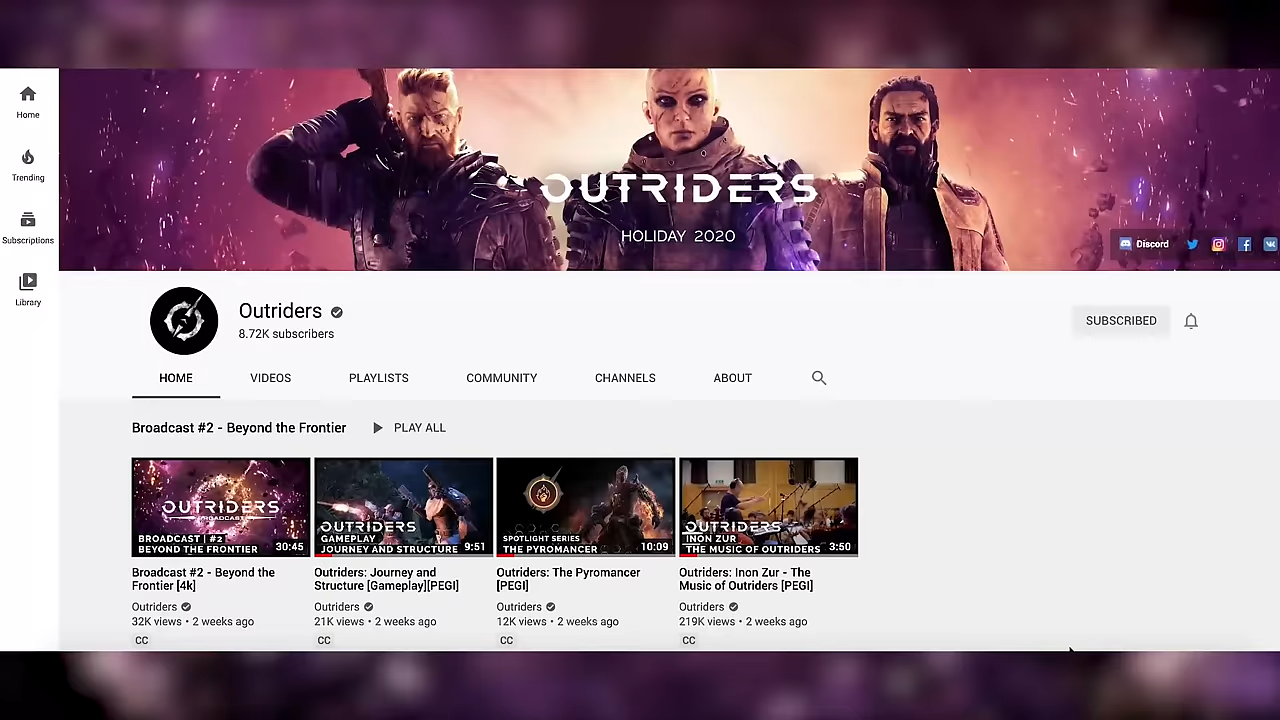 Home
Trending
Subscriptions
Library
OUTRIDERS
HOLIDAY 2020
Discord
Outriders
8.72K subscribers
SUBSCRIBED
HOME VIDEOS PLAYLISTS COMMUNITY CHANNELS ABOUT
Broadcast #2 - Beyond the Frontier PLAY ALL
OUTRIDERS
BROADCAST
BROADCAST | #2
BEYOND THE FRONTIER
30:45
OUTRIDERS
GAMEPLAY
JOURNEY AND STRUCTURE
9:51
SPOTLIGHT SERIES
THE PYROMANCER
10:09
OUTRIDERS
INON ZUR
THE MUSIC OF OUTRIDERS
3:50
Broadcast #2 - Beyond the
Frontier [4k]
Outriders
32K views • 2 weeks ago
CC
Outriders: Journey and
Structure [Gameplay][PEGI]
Outriders
21K views • 2 weeks ago
CC
Outriders: The Pyromancer
[PEGI]
Outriders
12K views • 2 weeks ago
CC
Outriders: Inon Zur - The
Music of Outriders [PEGI]
Outriders
219K views • 2 weeks ago
CC